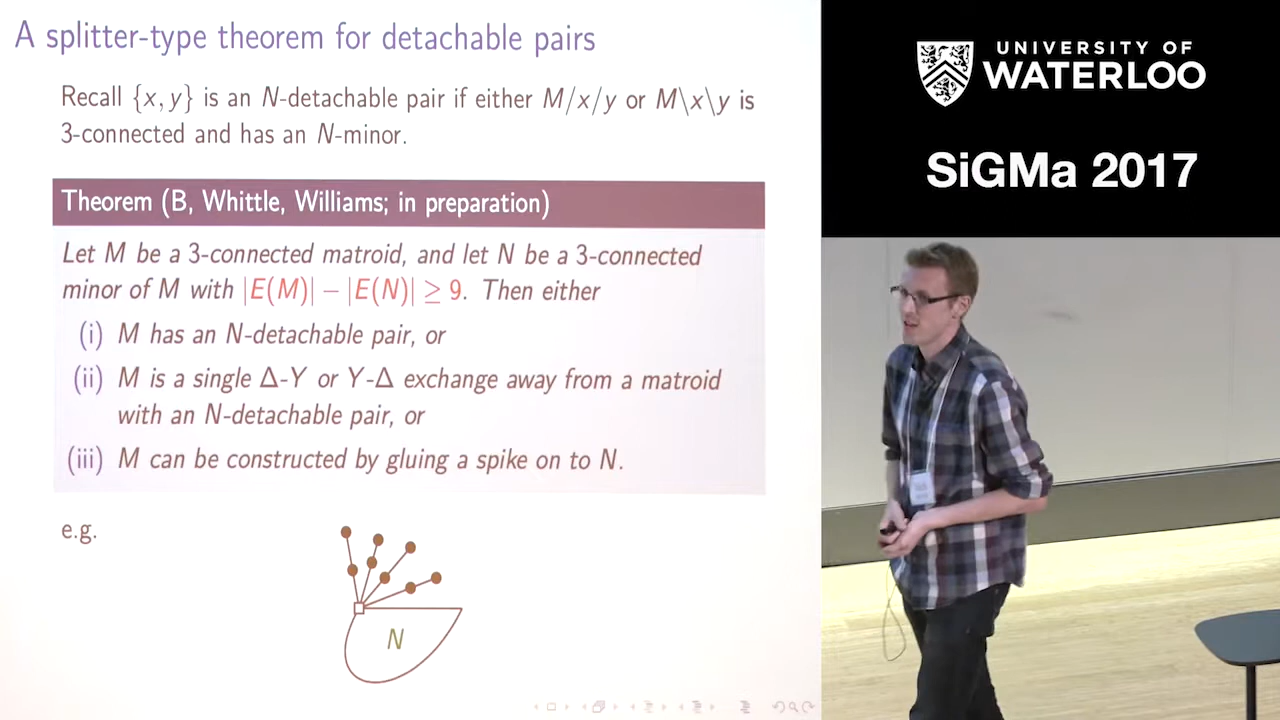 A splitter-type theorem for detachable pairs
Recall {x, y} is an N-detachable pair if either M/x/y or M\x\y is
3-connected and has an N-minor.
Theorem (B, Whittle, Williams; in preparation)
Let M be a 3-connected matroid, and let N be a 3-connected
minor of M with |E(M)| − |E(N)| ≥ 9. Then either
(i) M has an N-detachable pair, or
(ii) M is a single Δ-Y or Y-Δ exchange away from a matroid
with an N-detachable pair, or
(iii) M can be constructed by gluing a spike on to N.
e.g.
N
UNIVERSITY OF
WATERLOO
SiGMa 2017